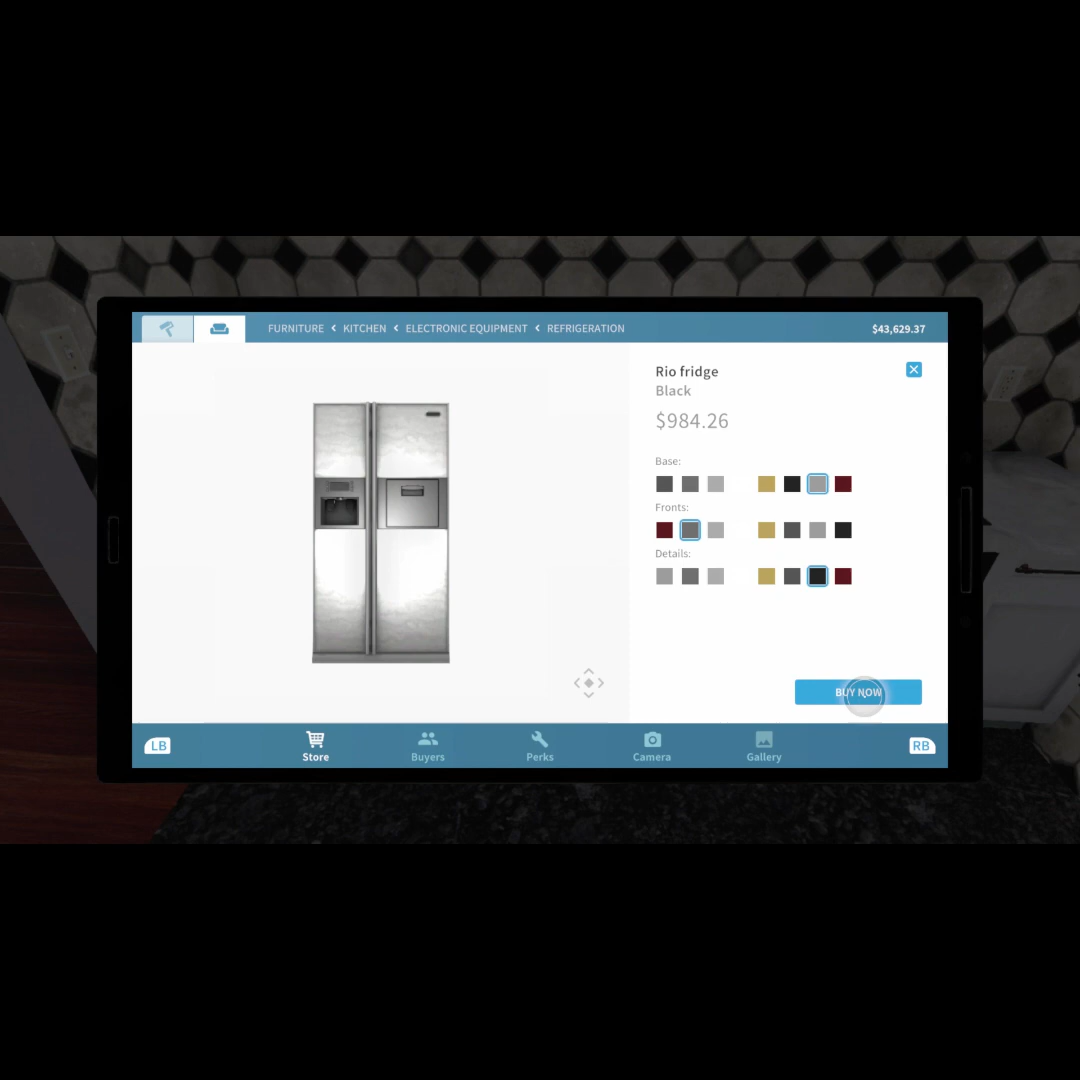 FURNITURE < KITCHEN < ELECTRONIC EQUIPMENT < REFRIGERATION
$43,629.37
Rio fridge
Black
$984.26
Base:
Fronts:
Details:
BUY NOW
LB
Store
Buyers
Perks
Camera
Gallery
RB